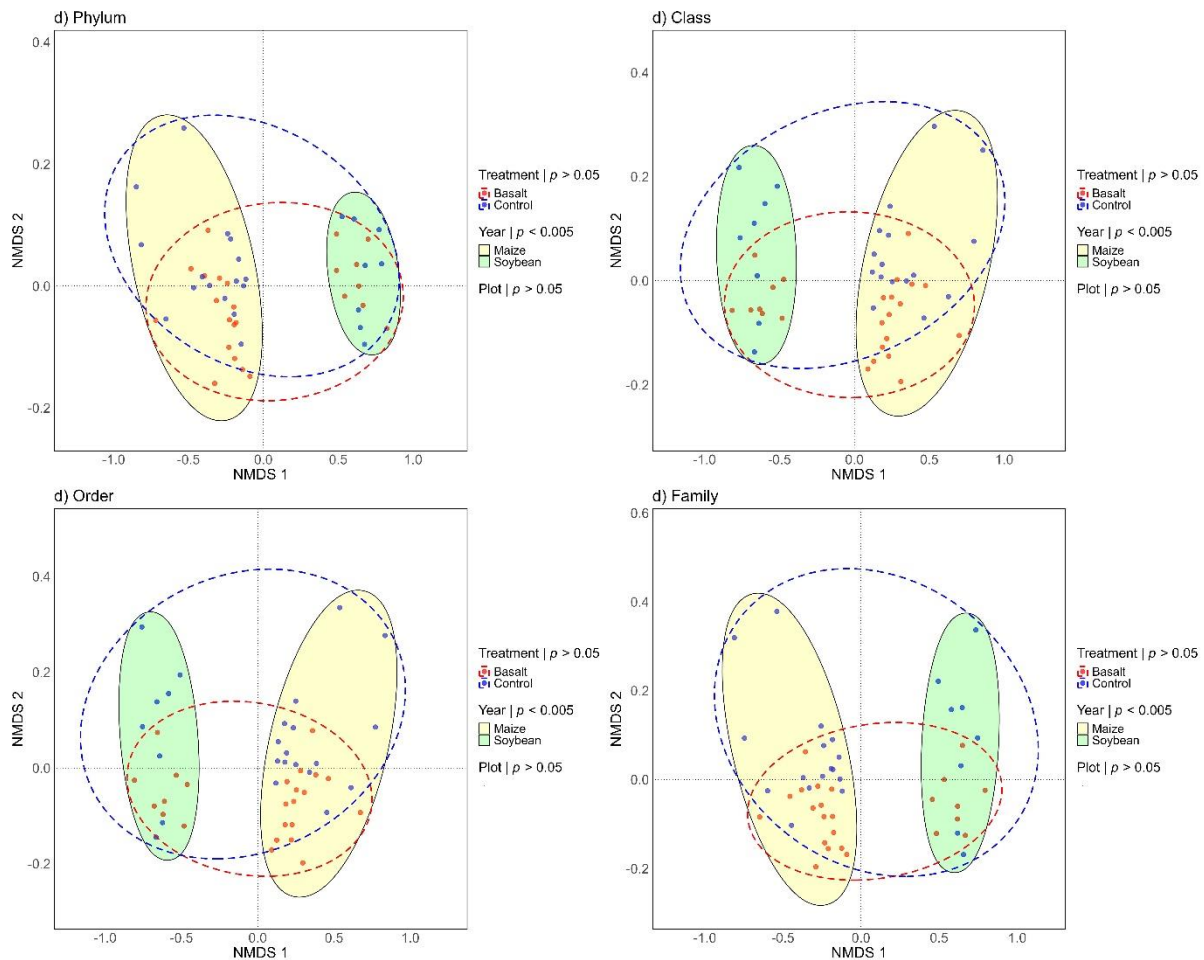 d) Phylum
0.4
0.2
0.0
-0.2
NMDS 2
-1.0 -0.5 0.0 0.5 1.0
NMDS 1
Treatment | p > 0.05
Basalt
Control
Year | p < 0.005
Maize
Soybean
Plot | p > 0.05
d) Class
0.4
0.2
0.0
-0.2
NMDS 2
-1.0 -0.5 0.0 0.5 1.0
NMDS 1
Treatment | p > 0.05
Basalt
Control
Year | p < 0.005
Maize
Soybean
Plot | p > 0.05
d) Order
0.4
0.2
0.0
-0.2
NMDS 2
-1.0 -0.5 0.0 0.5 1.0
NMDS 1
Treatment | p > 0.05
Basalt
Control
Year | p < 0.005
Maize
Soybean
Plot | p > 0.05
d) Family
0.6
0.4
0.2
0.0
-0.2
NMDS 2
-1.0 -0.5 0.0 0.5 1.0
NMDS 1
Treatment | p > 0.05
Basalt
Control
Year | p < 0.005
Maize
Soybean
Plot | p > 0.05